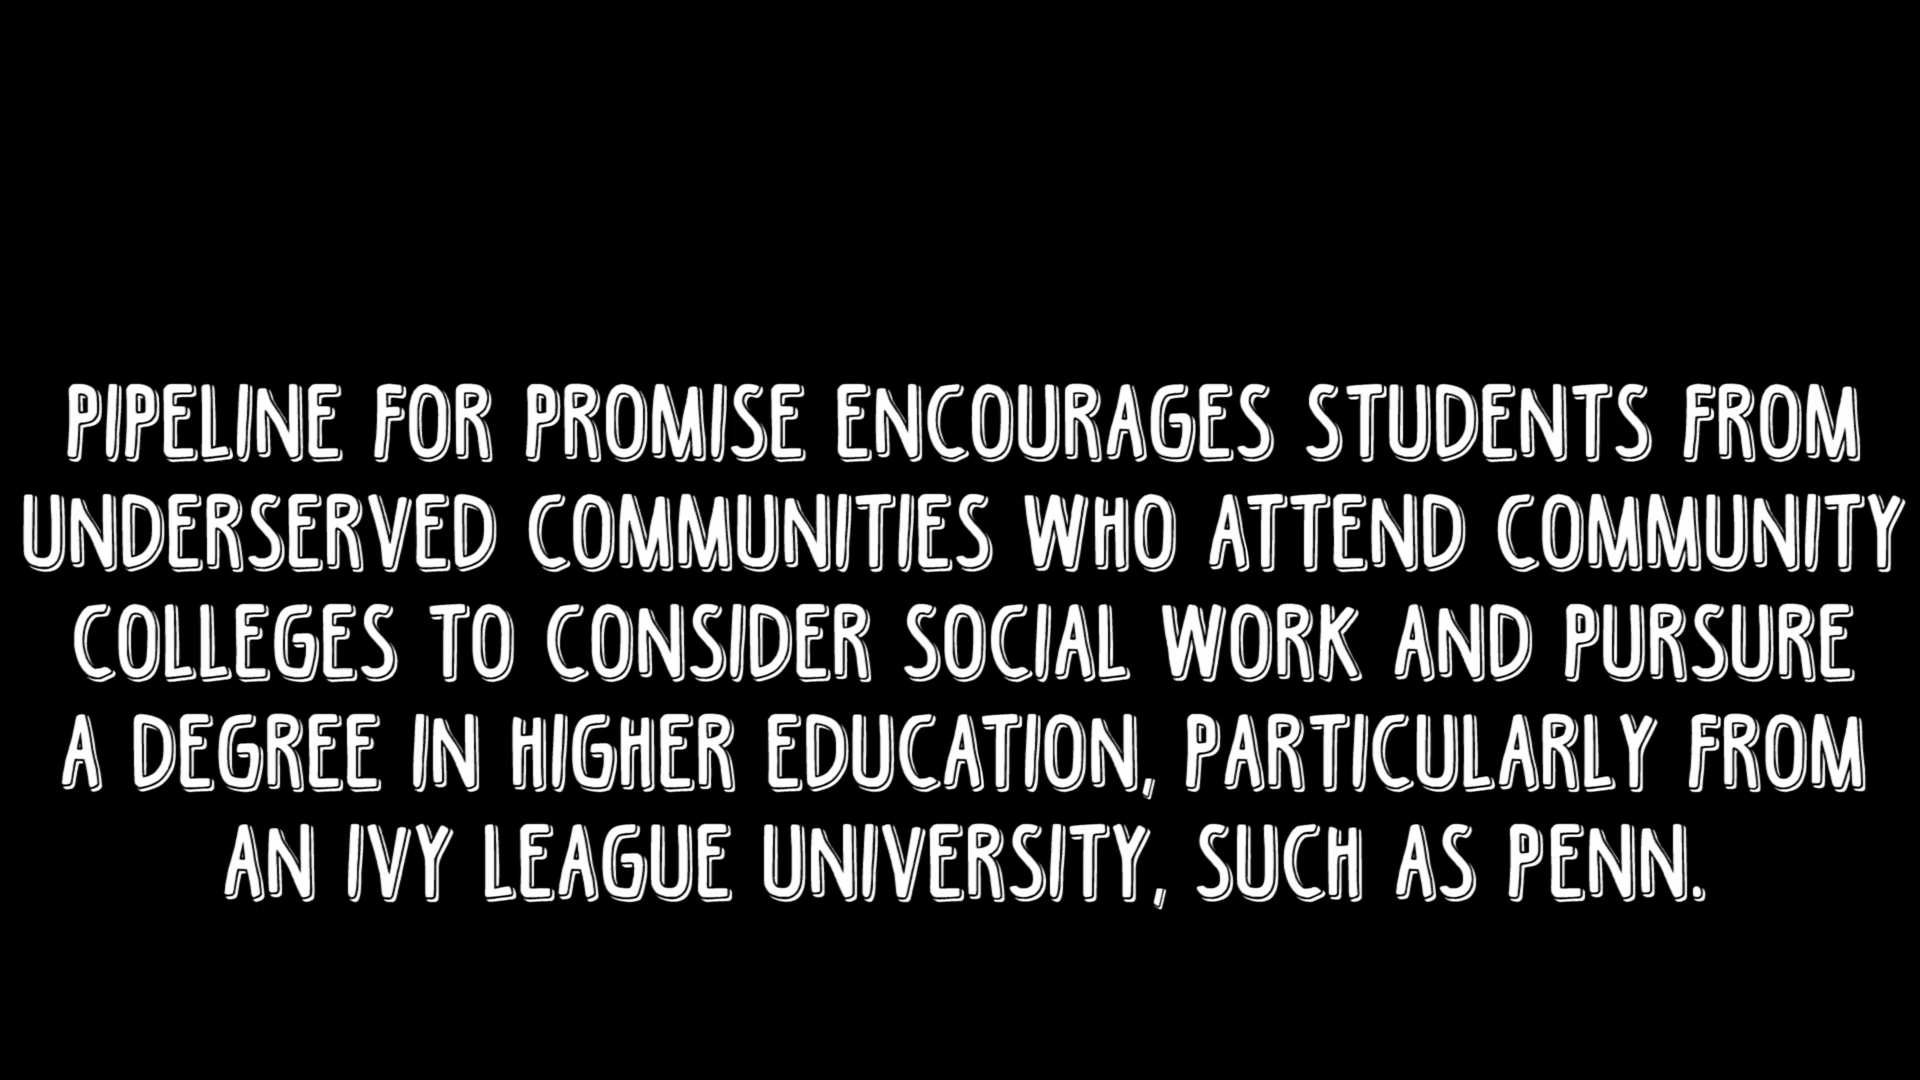 PIPELINE FOR PROMISE ENCOURAGES STUDENTS FROM
UNDERSERVED COMMUNITIES WHO ATTEND COMMUNITY
COLLEGES TO CONSIDER SOCIAL WORK AND PURSURE
A DEGREE IN HIGHER EDUCATION, PARTICULARLY FROM
AN IVY LEAGUE UNIVERSITY, SUCH AS PENN.